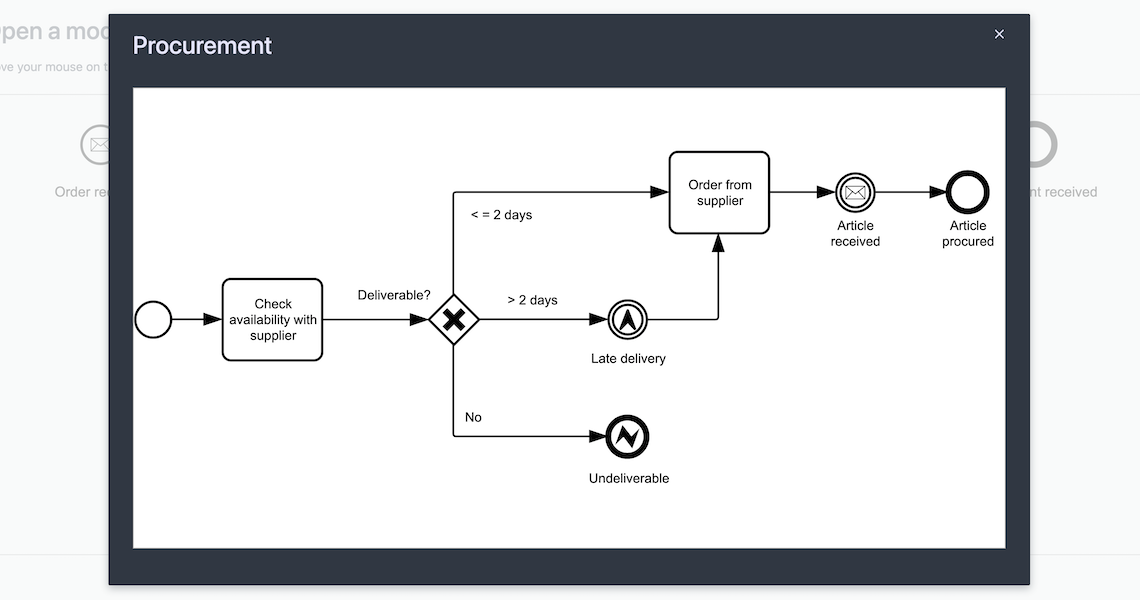 pen a mod
Procurement
ve your mouse on t
Order re
nt received
Order from
supplier
< = 2 days
Article
received
Article
procured
Check
availability with
supplier
Deliverable?
> 2 days
Late delivery
No
Undeliverable